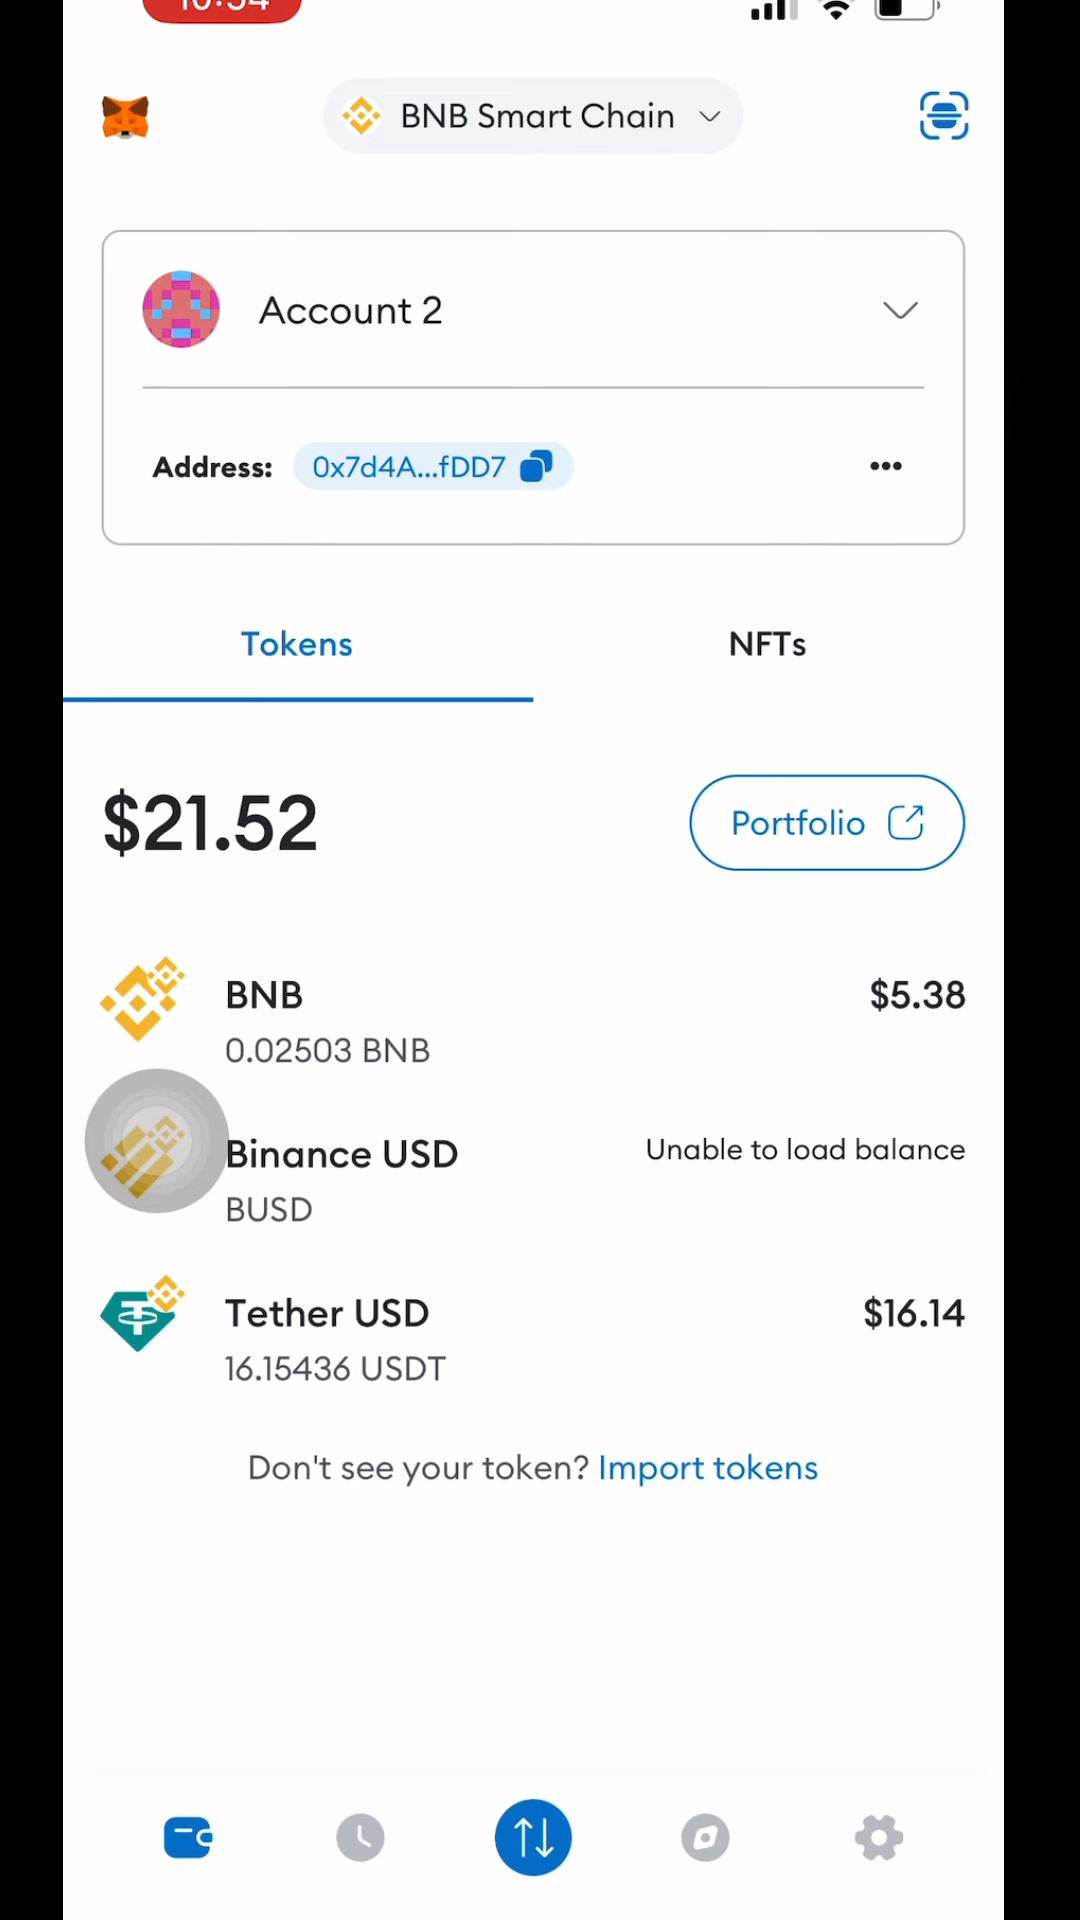 10:54
BNB Smart Chain
Account 2
Address: 0x7d4A...fDD7
Tokens
NFTs
$21.52
Portfolio
BNB
$5.38
0.02503 BNB
Binance USD
Unable to load balance
BUSD
Tether USD
$16.14
16.15436 USDT
Don't see your token? Import tokens